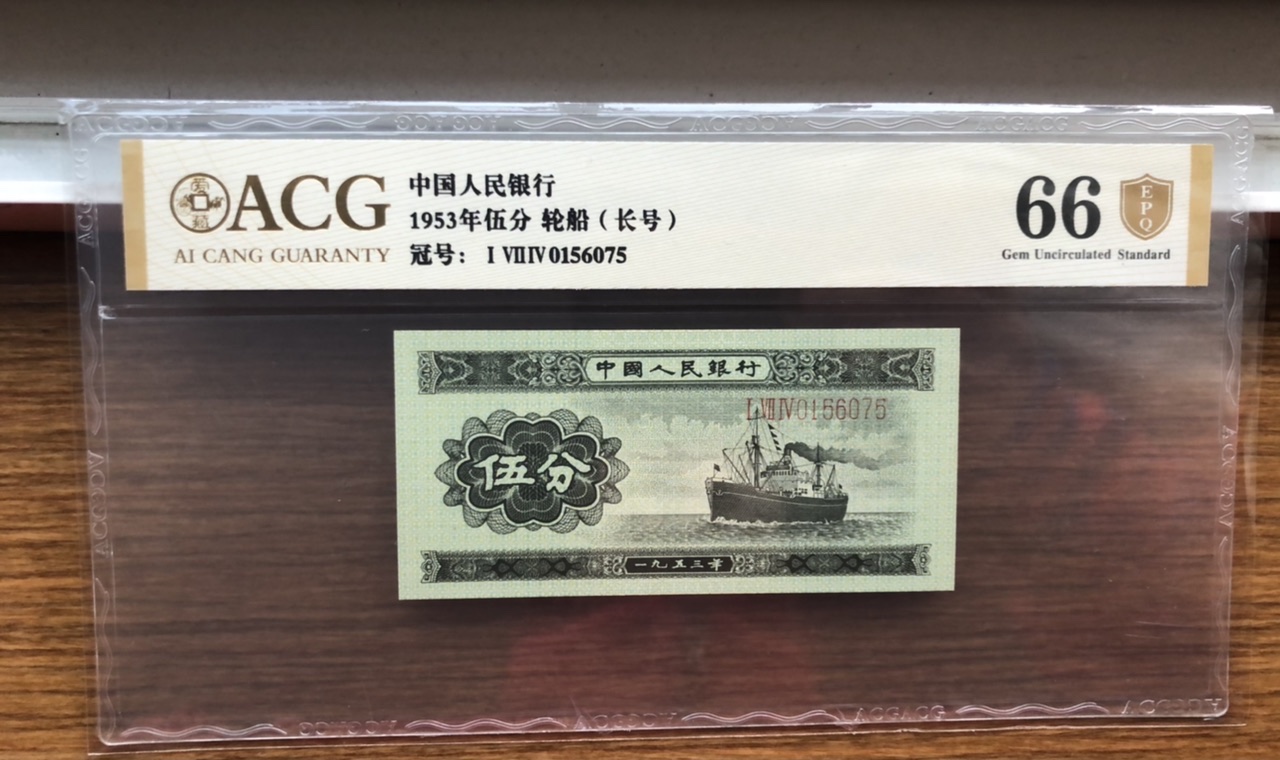 ACG
AI CANG GUARANTY
中国人民银行
1953年伍分 轮船（长号）
冠号： I VII IV 0156075
66
EPQ
Gem Uncirculated Standard
中國人民銀行
I VII IV 0156075
伍分
一九五三年